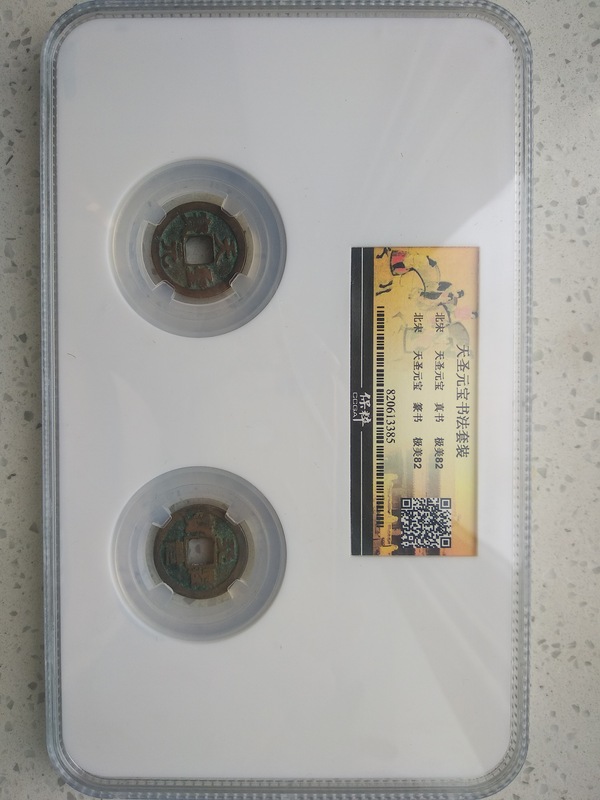 天圣元宝书法套装
北宋 天圣元宝 真书 极美82
北宋 天圣元宝 篆书 极美82
820613385
保粹